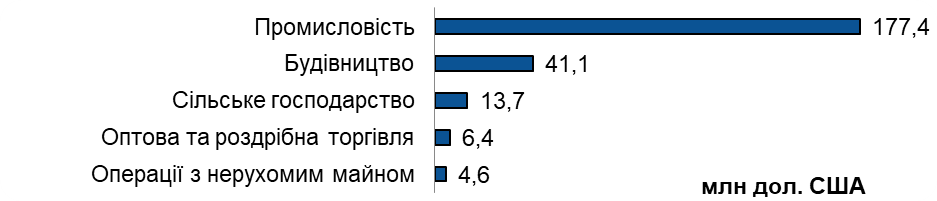 Промисловість 177,4
Будівництво 41,1
Сільське господарство 13,7
Оптова та роздрібна торгівля 6,4
Операції з нерухомим майном 4,6
млн дол. США